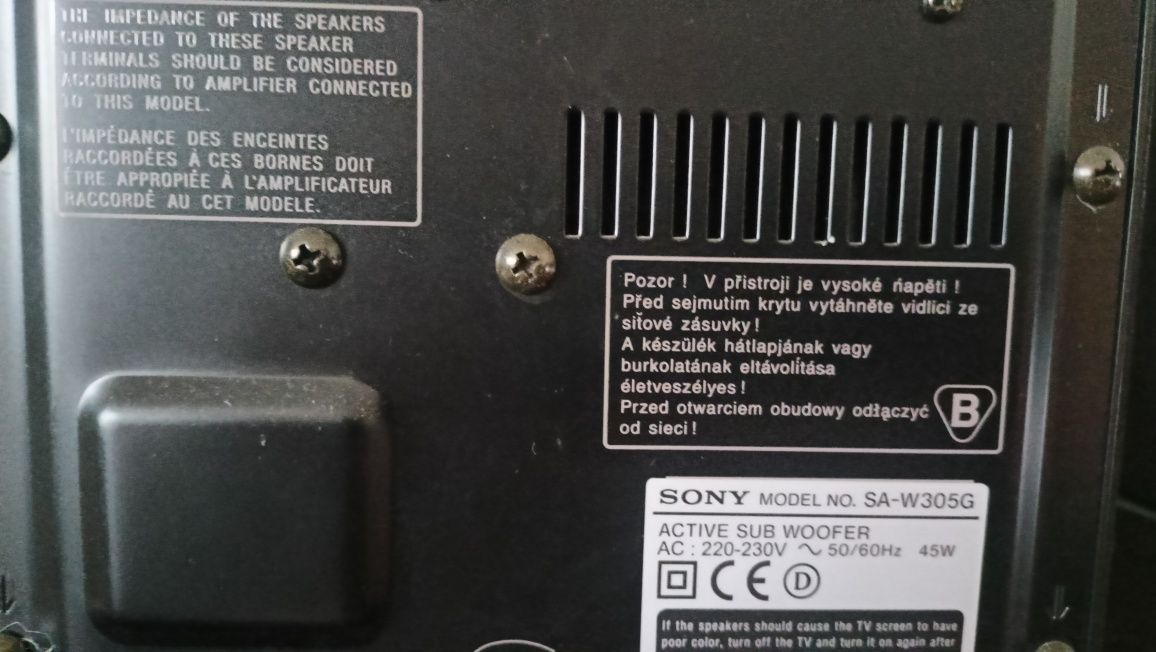 THE IMPEDANCE OF THE SPEAKERS
CONNECTED TO THESE SPEAKER
TERMINALS SHOULD BE CONSIDERED
ACCORDING TO AMPLIFIER CONNECTED
TO THIS MODEL.
L'IMPÉDANCE DES ENCEINTES
RACCORDÉES À CES BORNES DOIT
ÊTRE APPROPIÉE À L'AMPLIFICATEUR
RACCORDÉ AU CET MODELE.
Pozor ! V přistroji je vysoké ńapěti !
Před sejmutim krytu vytáhněte vidlici ze
siťové zásuvky !
A készülék hátlapjának vagy
burkolatának eltávolítása
életveszélyes !
Przed otwarciem obudowy odłączyć
od sieci !
B
SONY MODEL NO. SA-W305G
ACTIVE SUB WOOFER
AC : 220-230V ~ 50/60Hz 45W
CE D
If the speakers should cause the TV screen to have
poor color, turn off the TV and turn it on again after